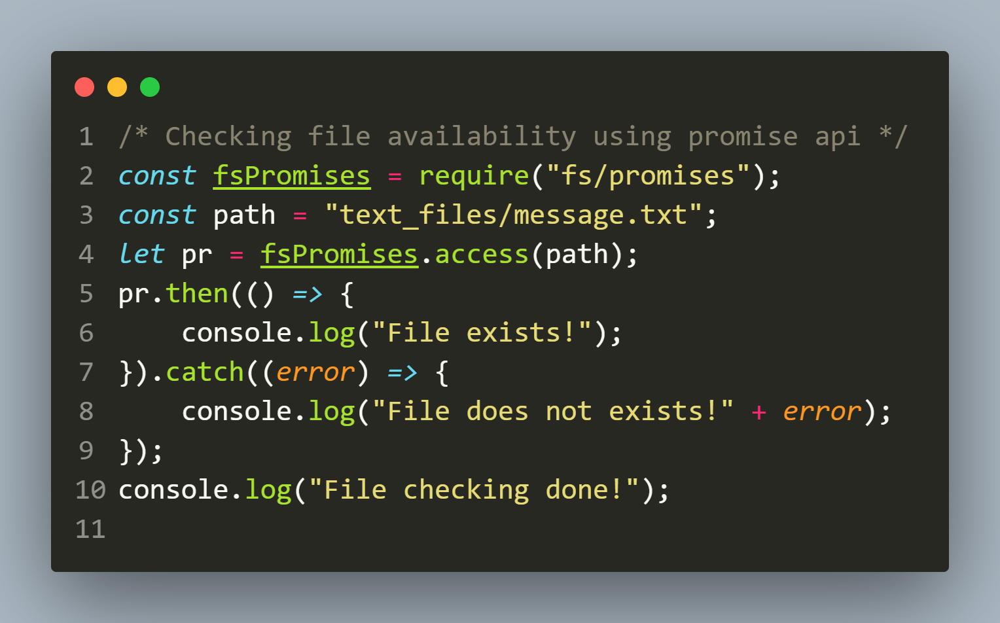 1 /* Checking file availability using promise api */
2 const fsPromises = require("fs/promises");
3 const path = "text_files/message.txt";
4 let pr = fsPromises.access(path);
5 pr.then(() => {
6     console.log("File exists!");
7 }).catch((error) => {
8     console.log("File does not exists!" + error);
9 });
10 console.log("File checking done!");
11